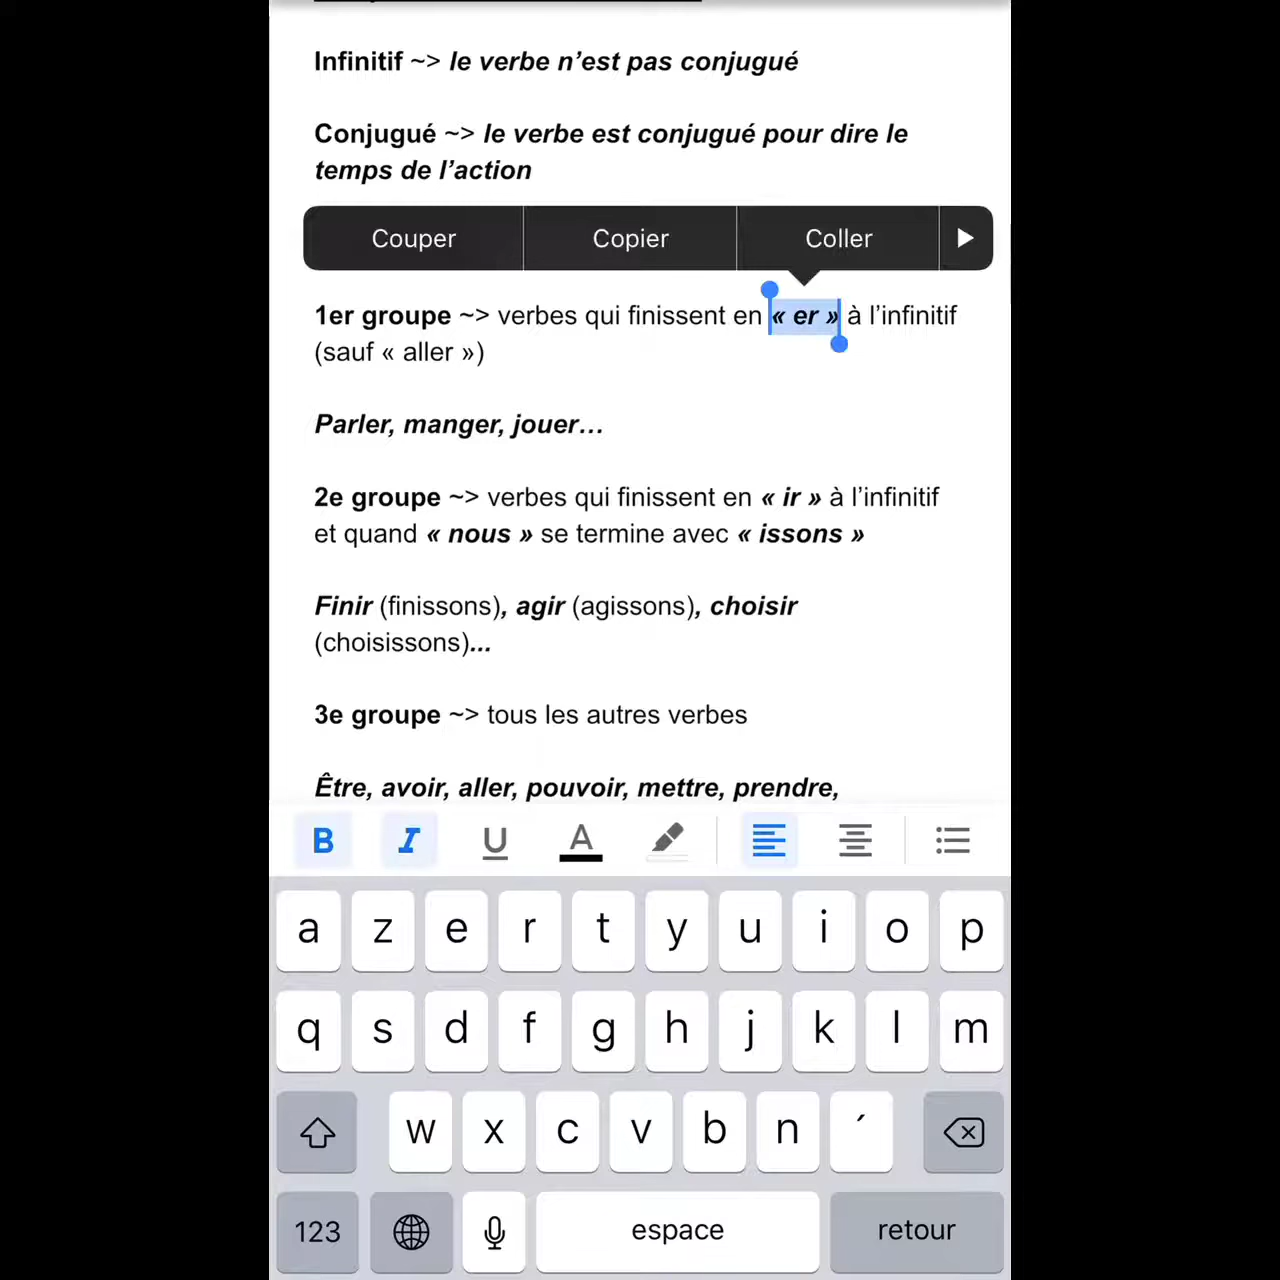 Infinitif ~> le verbe n’est pas conjugué
Conjugué ~> le verbe est conjugué pour dire le
temps de l’action
Couper Copier Coller
1er groupe ~> verbes qui finissent en « er » à l’infinitif
(sauf « aller »)
Parler, manger, jouer…
2e groupe ~> verbes qui finissent en « ir » à l’infinitif
et quand « nous » se termine avec « issons »
Finir (finissons), agir (agissons), choisir
(choisissons)...
3e groupe ~> tous les autres verbes
Être, avoir, aller, pouvoir, mettre, prendre,
B I U A
a z e r t y u i o p
q s d f g h j k l m
w x c v b n ´
123 espace retour